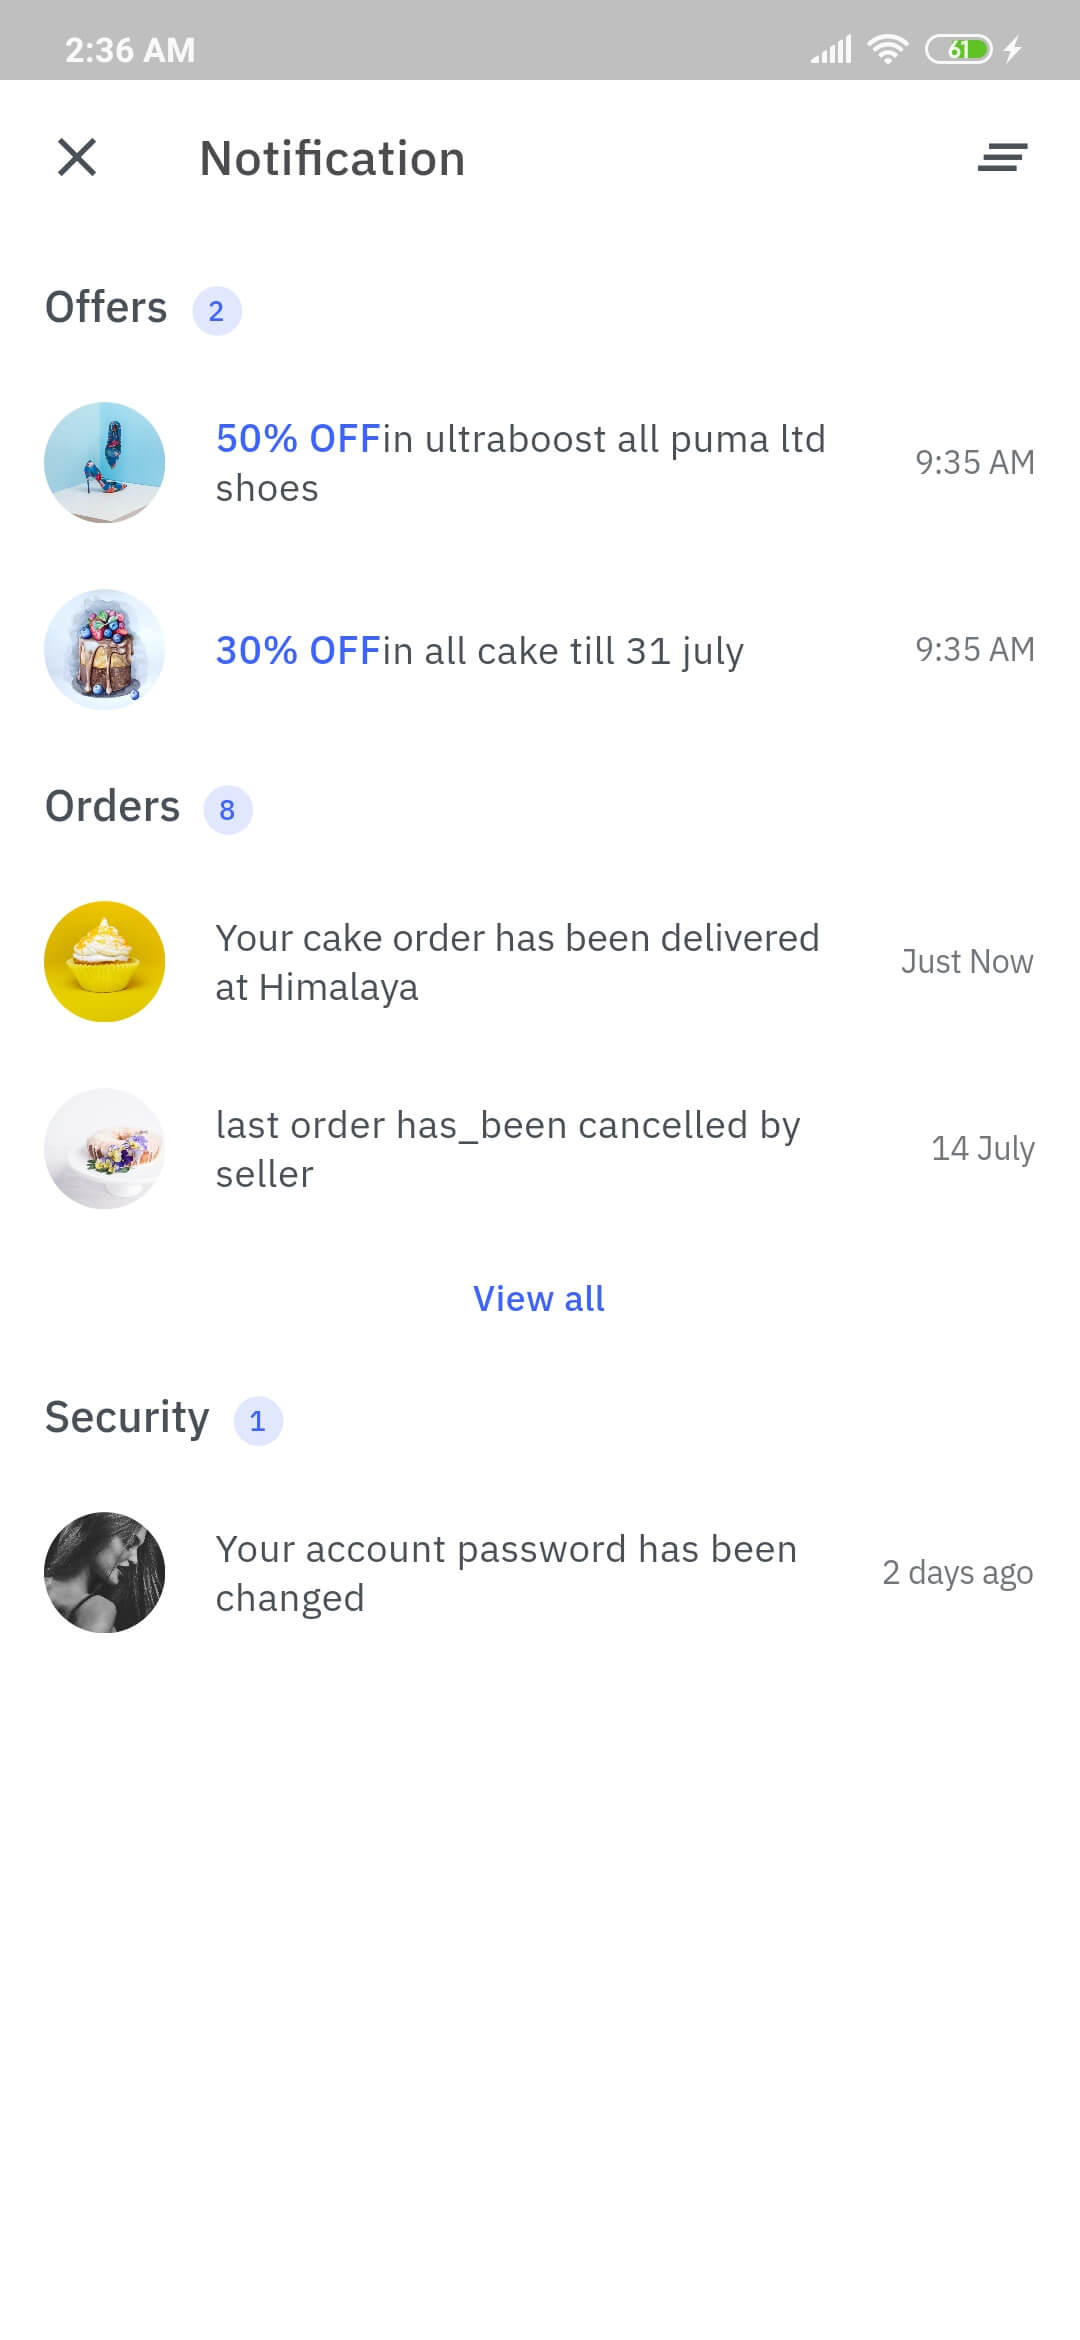 2:36 AM
61
Notification
Offers 2
50% OFFin ultraboost all puma ltd
shoes
9:35 AM
30% OFFin all cake till 31 july
9:35 AM
Orders 8
Your cake order has been delivered
at Himalaya
Just Now
last order has_been cancelled by
seller
14 July
View all
Security 1
Your account password has been
changed
2 days ago